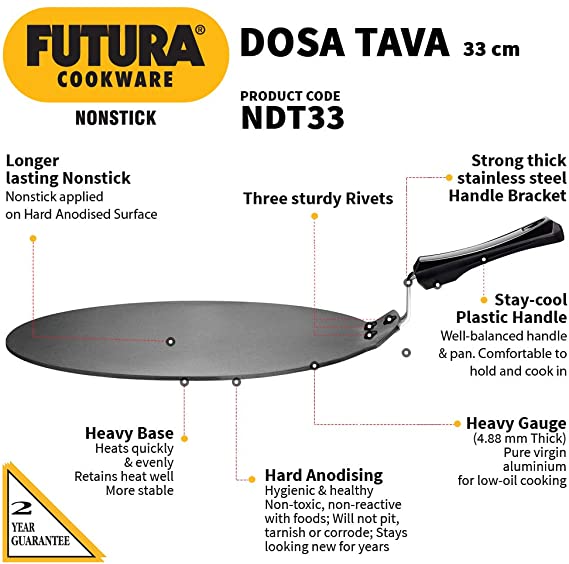 FUTURA®
COOKWARE
NONSTICK
DOSA TAVA 33 cm
PRODUCT CODE
NDT33
Longer
lasting Nonstick
Nonstick applied
on Hard Anodised Surface
Three sturdy Rivets
Strong thick
stainless steel
Handle Bracket
Stay-cool
Plastic Handle
Well-balanced handle
& pan. Comfortable to
hold and cook in
Heavy Base
Heats quickly
& evenly
Retains heat well
More stable
Hard Anodising
Hygienic & healthy
Non-toxic, non-reactive
with foods; Will not pit,
tarnish or corrode; Stays
looking new for years
Heavy Gauge
(4.88 mm Thick)
Pure virgin
aluminium
for low-oil cooking
2
YEAR
GUARANTEE